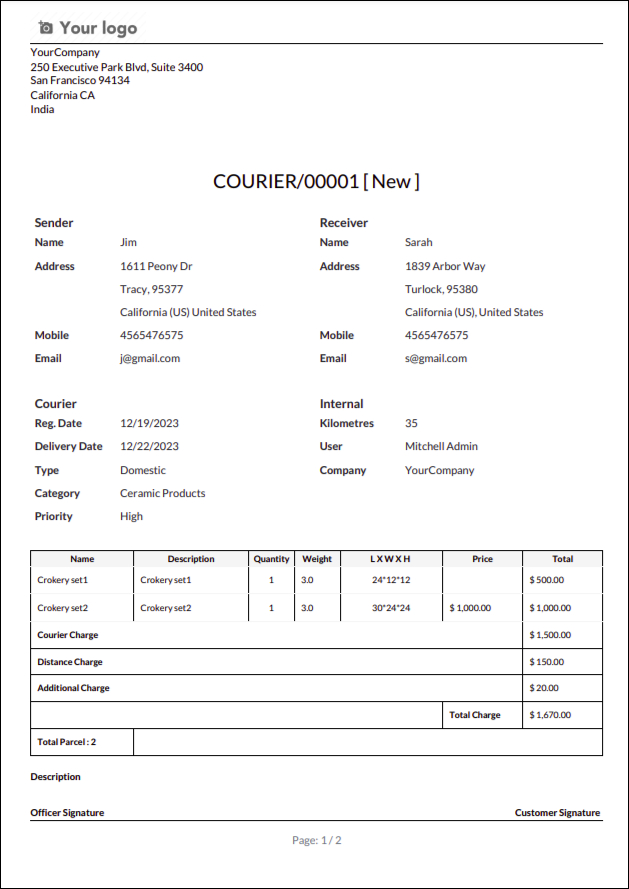 Your logo
YourCompany
250 Executive Park Blvd, Suite 3400
San Francisco 94134
California CA
India
COURIER/00001 [ New ]
Sender Receiver
Name Jim Name Sarah
Address 1611 Peony Dr Address 1839 Arbor Way
Tracy, 95377 Turlock, 95380
California (US) United States California (US), United States
Mobile 4565476575 Mobile 4565476575
Email j@gmail.com Email s@gmail.com
Courier Internal
Reg. Date 12/19/2023 Kilometres 35
Delivery Date 12/22/2023 User Mitchell Admin
Type Domestic Company YourCompany
Category Ceramic Products
Priority High
Name Description Quantity Weight L X W X H Price Total
Crokery set1 Crokery set1 1 3.0 24*12*12 $ 500.00
Crokery set2 Crokery set2 1 3.0 30*24*24 $ 1,000.00 $ 1,000.00
Courier Charge $ 1,500.00
Distance Charge $ 150.00
Additional Charge $ 20.00
Total Charge $ 1,670.00
Total Parcel : 2
Description
Officer Signature Customer Signature
Page: 1 / 2